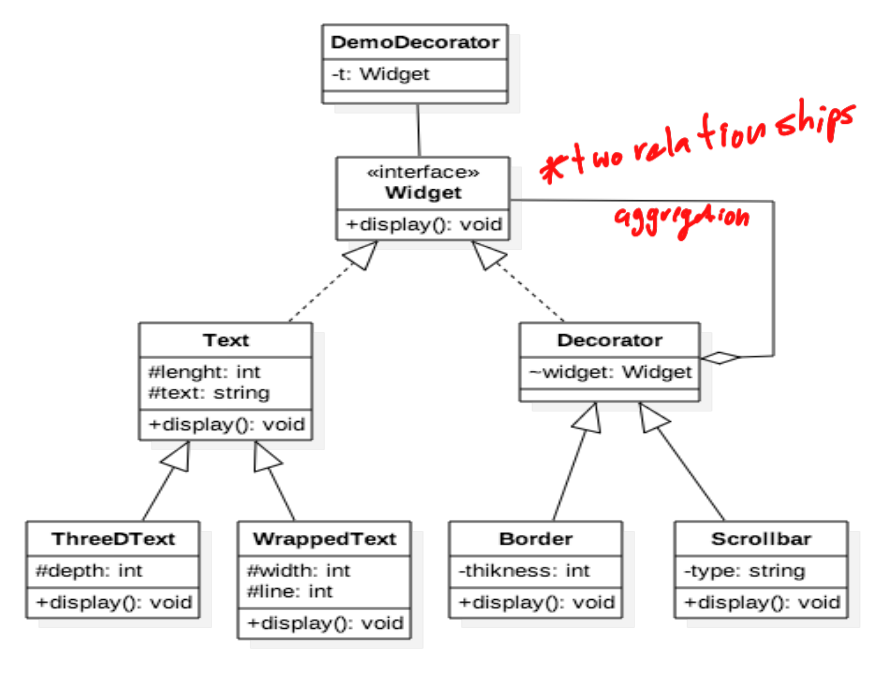 DemoDecorator
-t: Widget
«interface»
Widget
+display(): void
*two relationships
aggregation
Text
#lenght: int
#text: string
+display(): void
Decorator
~widget: Widget
ThreeDText
#depth: int
+display(): void
WrappedText
#width: int
#line: int
+display(): void
Border
-thikness: int
+display(): void
Scrollbar
-type: string
+display(): void